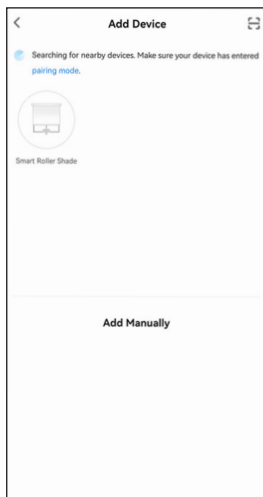 Add Device
Searching for nearby devices. Make sure your device has entered
pairing mode.
Smart Roller Shade
Add Manually